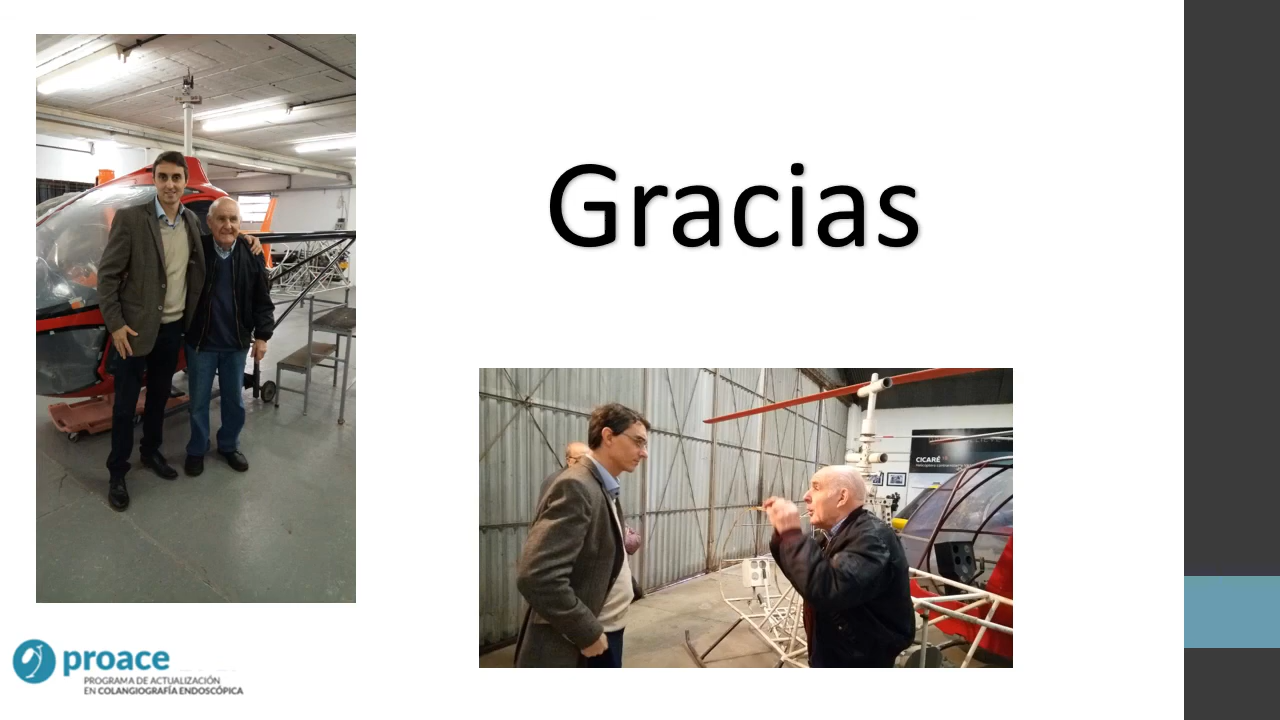 Gracias
CICARÉ
proace
PROGRAMA DE ACTUALIZACIÓN
EN COLANGIOGRAFÍA ENDOSCÓPICA